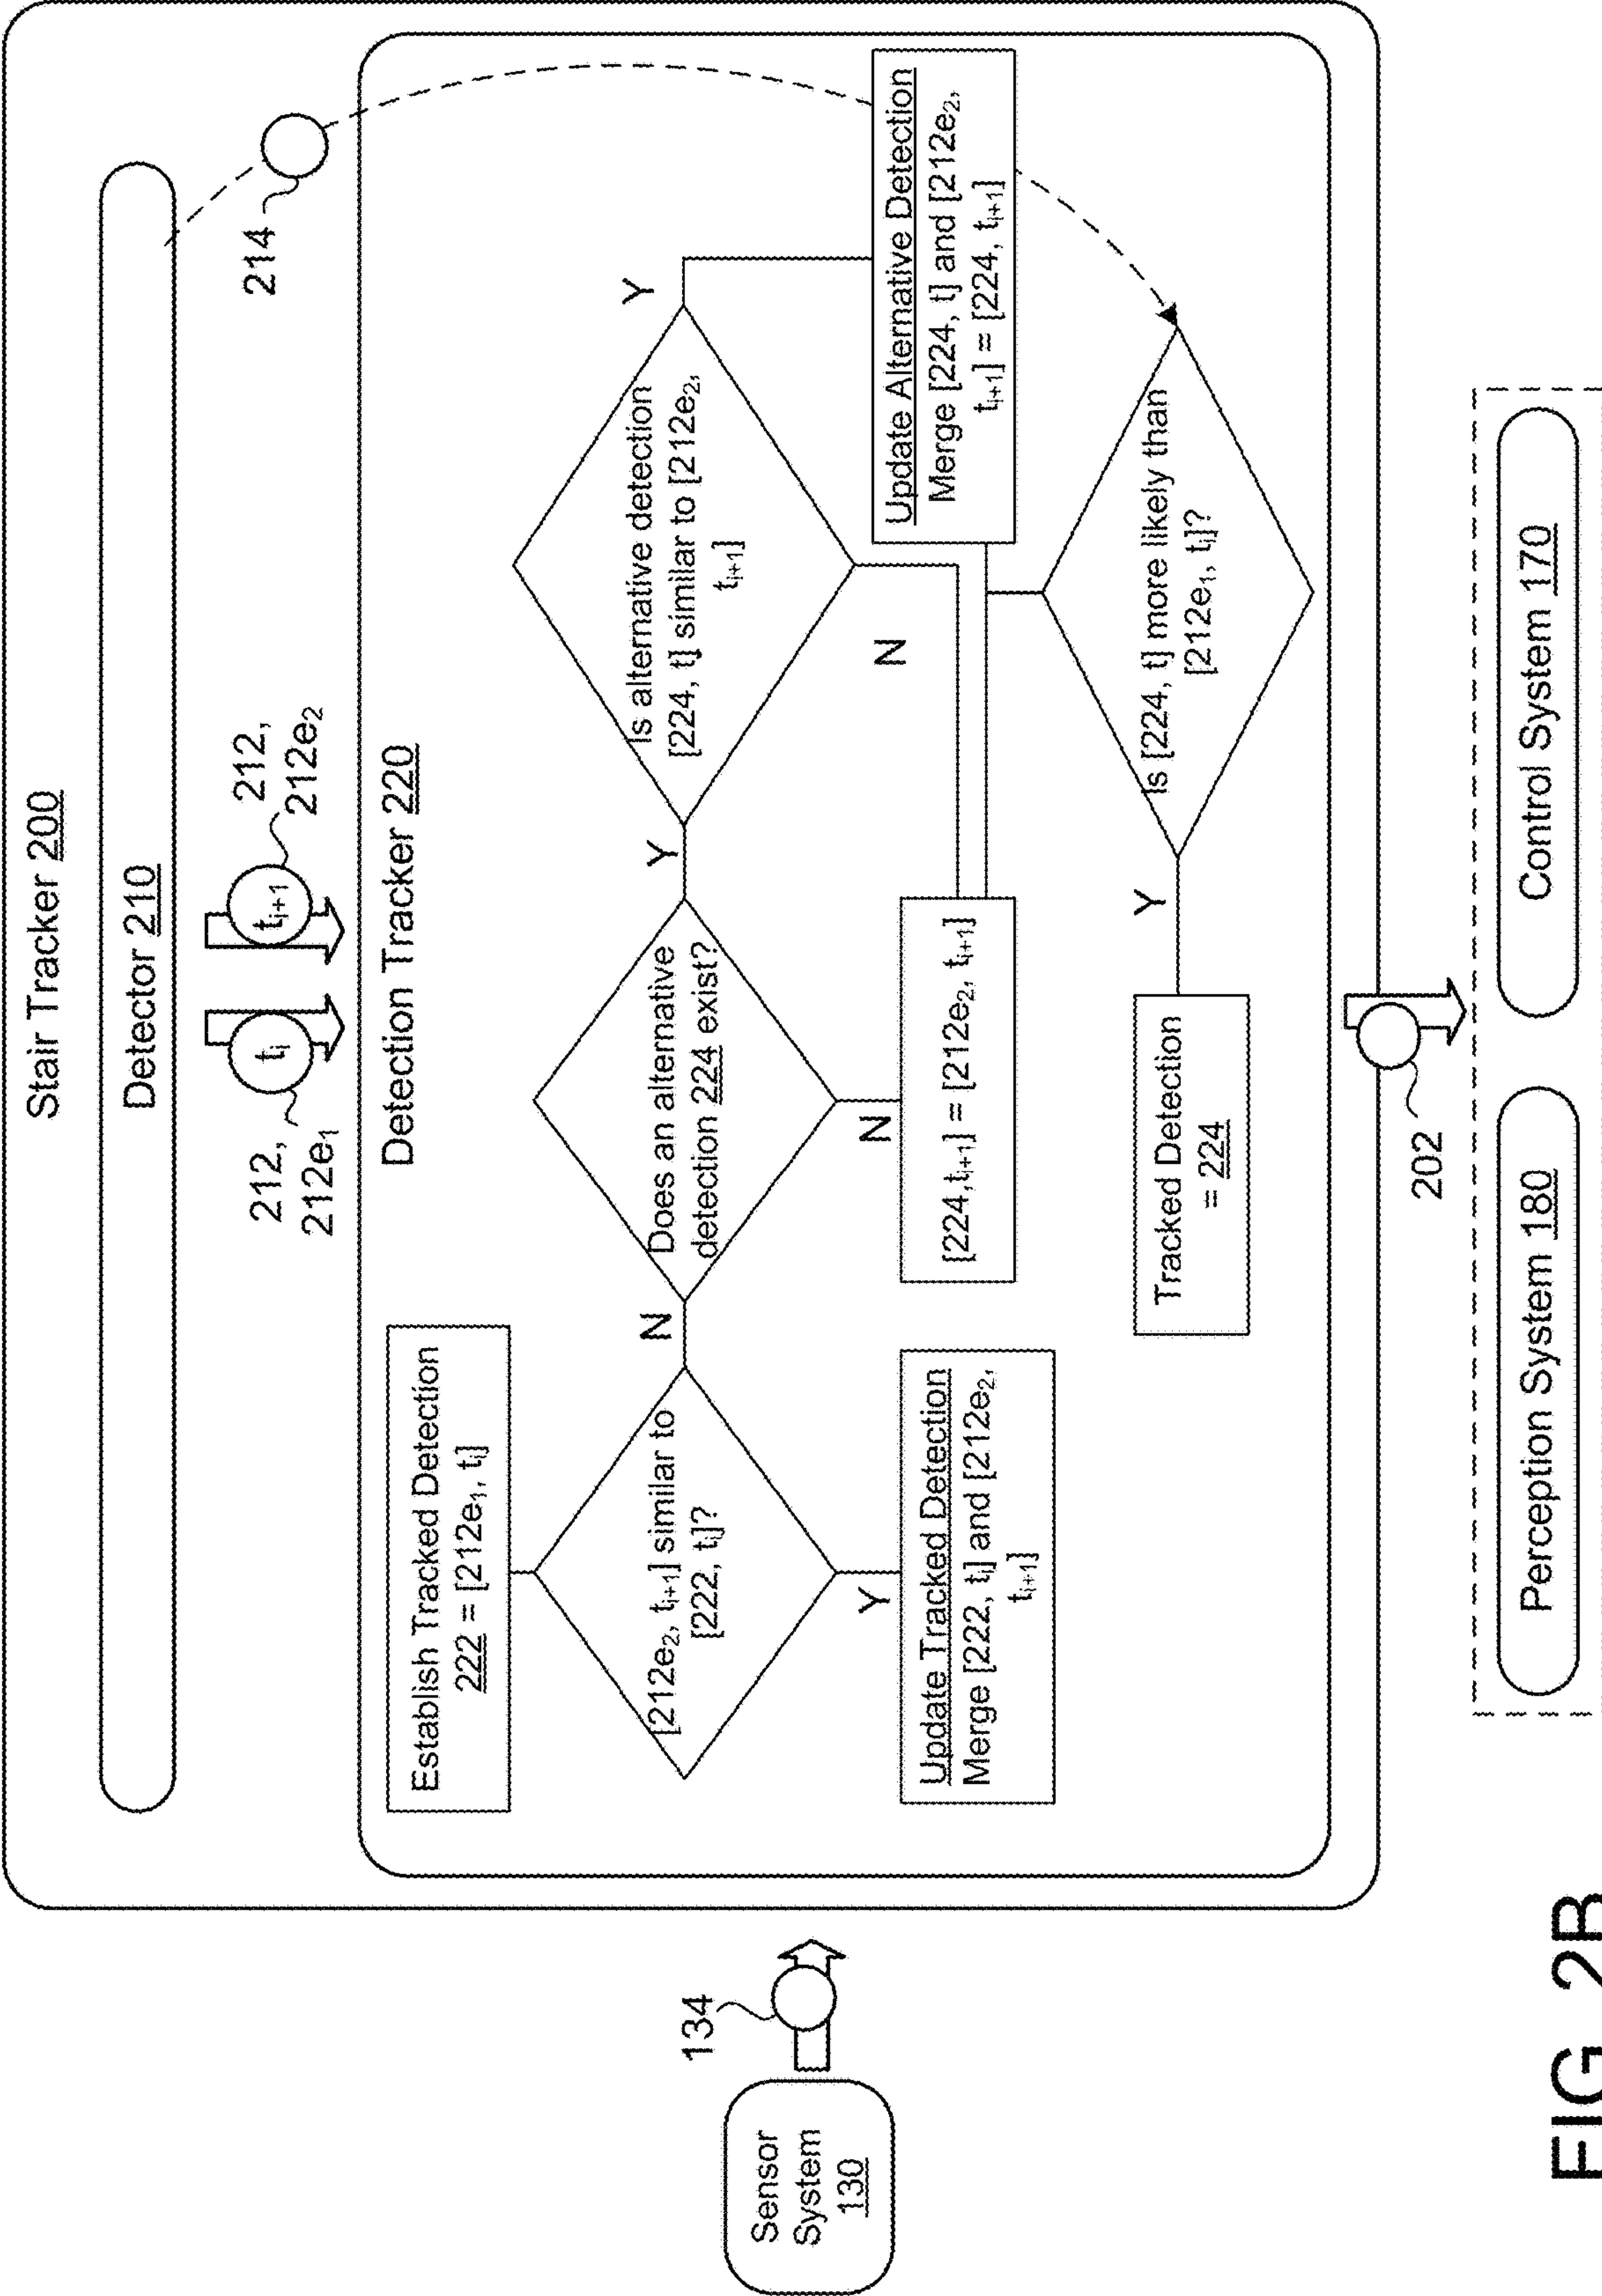 Stair Tracker 200
Detector 210
214
212,
212e₁
tᵢ
tᵢ₊₁
212,
212e₂
Detection Tracker 220
Establish Tracked Detection
222 = [212e₁, tᵢ]
[212e₂, tᵢ₊₁] similar to
[222, tᵢ]?
N
Y
Update Tracked Detection
Merge [222, tᵢ] and [212e₂,
tᵢ₊₁]
Does an alternative
detection 224 exist?
Y
N
[224,tᵢ₊₁] = [212e₂, tᵢ₊₁]
Is alternative detection
[224, t] similar to [212e₂,
tᵢ₊₁]
Y
N
Update Alternative Detection
Merge [224, t] and [212e₂,
tᵢ₊₁] = [224, tᵢ₊₁]
Is [224, t] more likely than
[212e₁, tᵢ]?
Y
Tracked Detection
= 224
Sensor
System
130
134
202
Perception System 180
Control System 170
FIG. 2B